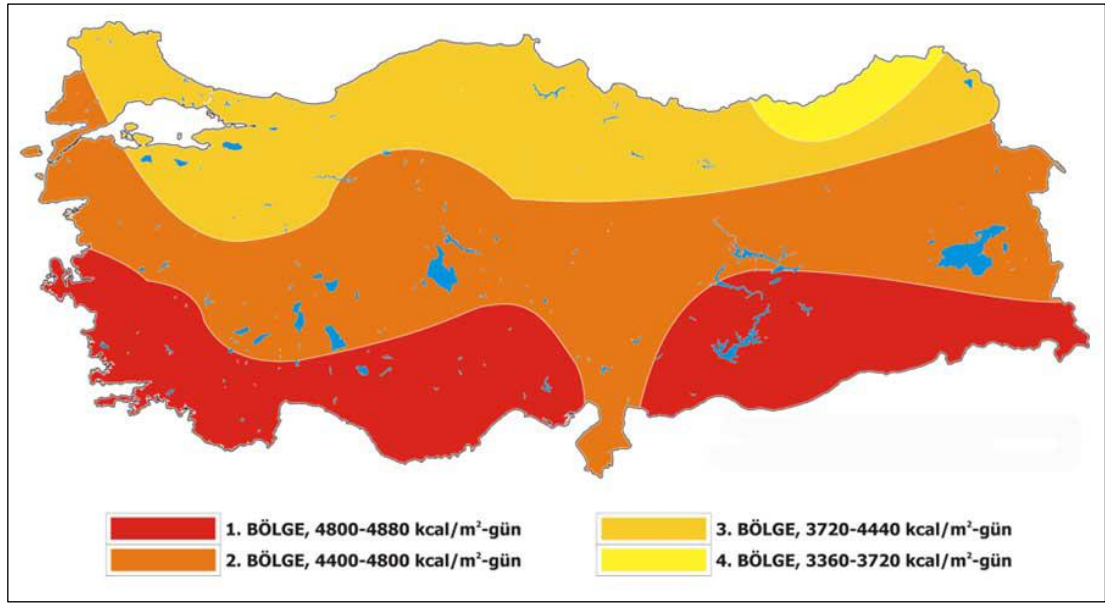 1. BÖLGE, 4800-4880 kcal/m²-gün
2. BÖLGE, 4400-4800 kcal/m²-gün
3. BÖLGE, 3720-4440 kcal/m²-gün
4. BÖLGE, 3360-3720 kcal/m²-gün